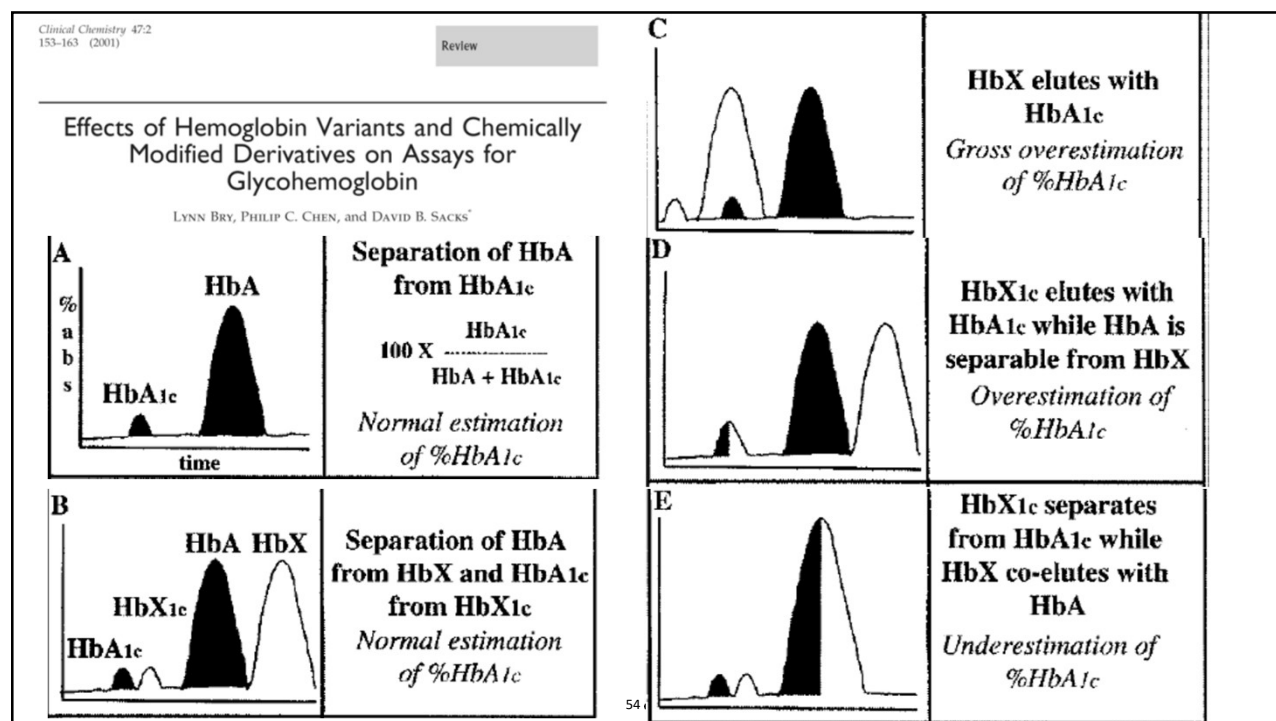 Clinical Chemistry 47:2
153–163 (2001)
Review
Effects of Hemoglobin Variants and Chemically
Modified Derivatives on Assays for
Glycohemoglobin
Lynn Bry, Philip C. Chen, and David B. Sacks*
A
% abs
HbA
HbA1c
time
Separation of HbA
from HbA1c
HbA1c
100 X ..................
HbA + HbA1c
Normal estimation
of %HbA1c
B
HbA HbX
HbX1c
HbA1c
Separation of HbA
from HbX and HbA1c
from HbX1c
Normal estimation
of %HbA1c
C
HbX elutes with
HbA1c
Gross overestimation
of %HbA1c
D
HbX1c elutes with
HbA1c while HbA is
separable from HbX
Overestimation of
%HbA1c
E
HbX1c separates
from HbA1c while
HbX co-elutes with
HbA
Underestimation of
%HbA1c
54